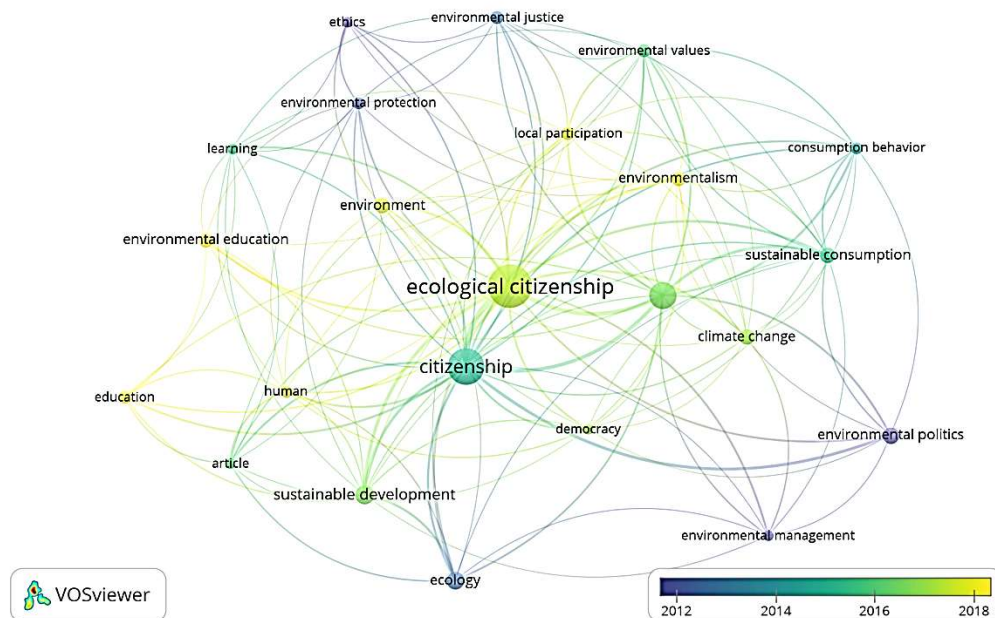 ethics
environmental justice
environmental values
environmental protection
local participation
learning
consumption behavior
environmentalism
environment
environmental education
sustainable consumption
ecological citizenship
climate change
citizenship
human
education
democracy
environmental politics
article
sustainable development
environmental management
ecology
VOSviewer
2012 2014 2016 2018